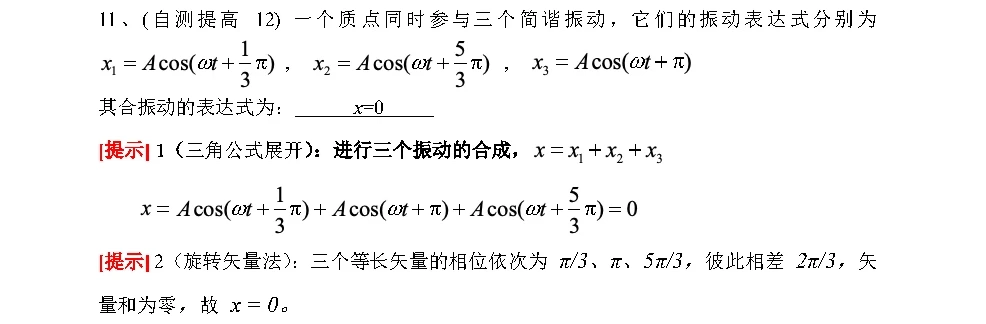 11、(自测提高 12) 一个质点同时参与三个简谐振动，它们的振动表达式分别为
x₁ = A cos(ωt + 1/3 π)， x₂ = A cos(ωt + 5/3 π)， x₃ = A cos(ωt + π)
其合振动的表达式为：　x=0
[提示] 1（三角公式展开）：进行三个振动的合成，x = x₁ + x₂ + x₃
x = A cos(ωt + 1/3 π) + A cos(ωt + π) + A cos(ωt + 5/3 π) = 0
[提示] 2（旋转矢量法）：三个等长矢量的相位依次为 π/3、π、5π/3，彼此相差 2π/3，矢
量和为零，故 x = 0。